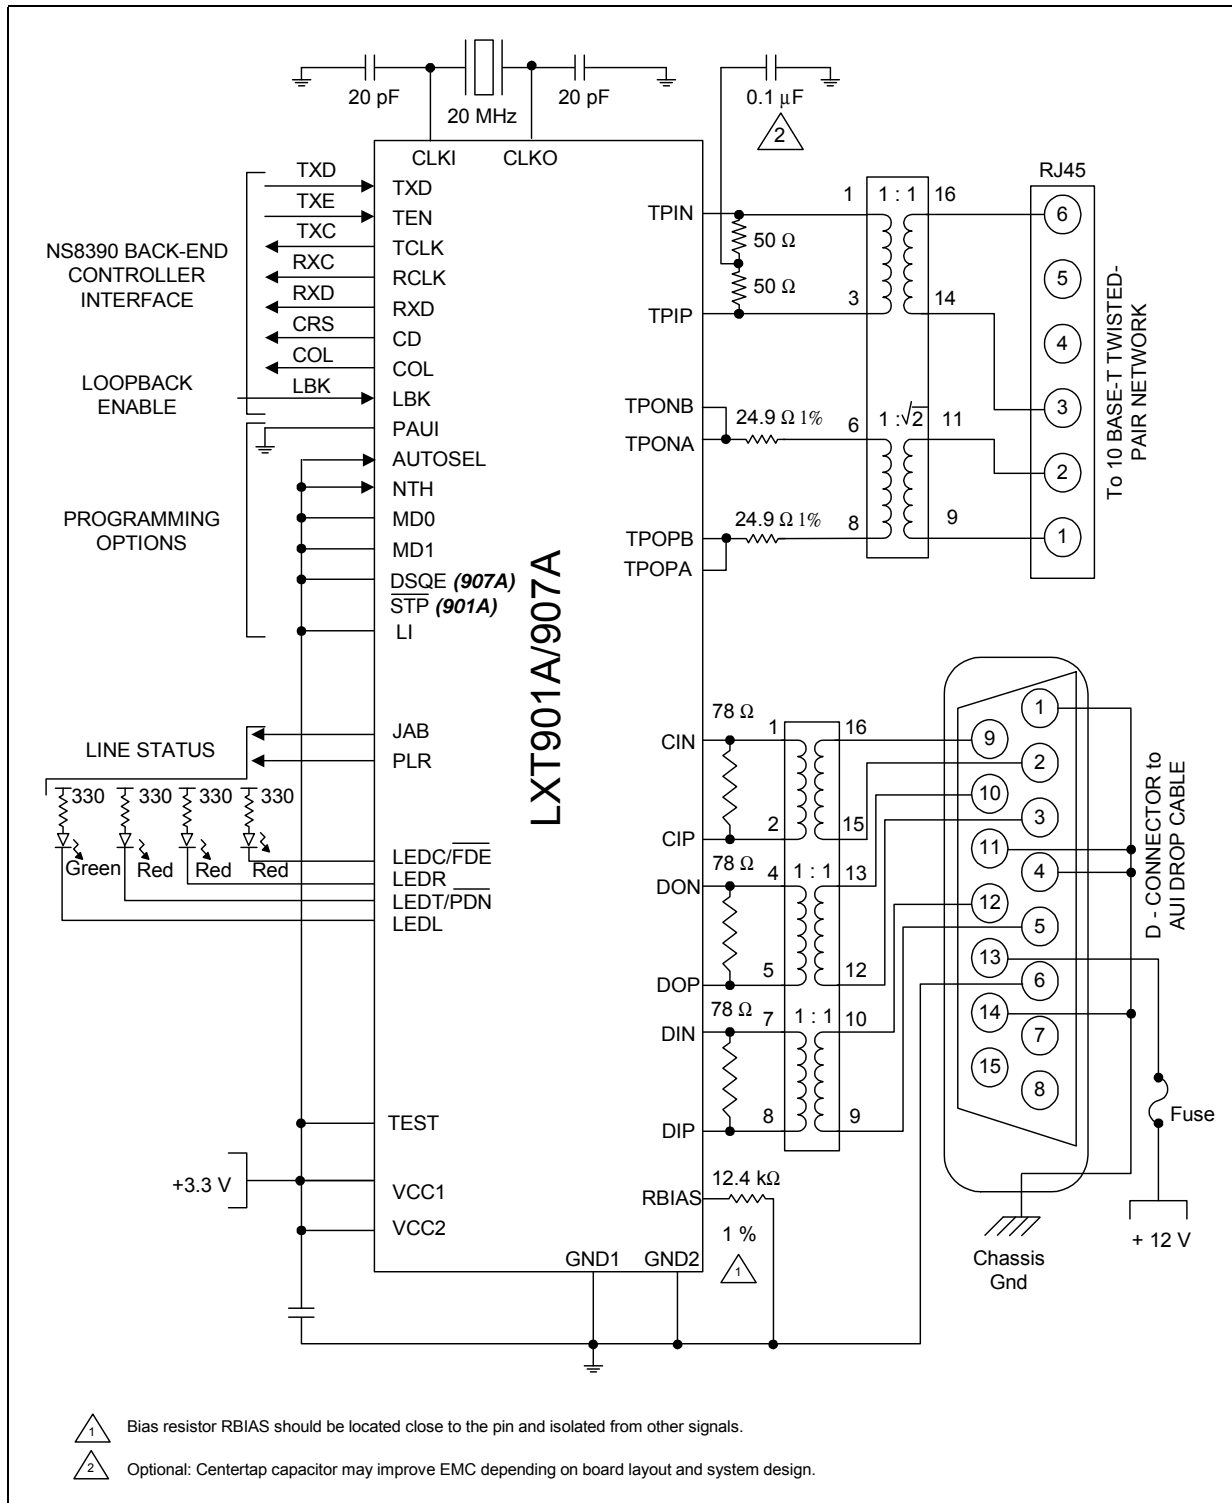 20 pF
20 MHz
20 pF
0.1 μF
2
CLKI
CLKO
NS8390 BACK-END
CONTROLLER
INTERFACE
TXD
TXE
TXC
RXC
RXD
CRS
COL
LBK
LOOPBACK
ENABLE
TXD
TEN
TCLK
RCLK
RXD
CD
COL
LBK
PAUI
AUTOSEL
NTH
MD0
MD1
DSQE (907A)
STP (901A)
LI
PROGRAMMING
OPTIONS
LINE STATUS
JAB
PLR
330
330
330
330
Green
Red
Red
Red
LEDC/FDE
LEDR
LEDT/PDN
LEDL
TEST
+3.3 V
VCC1
VCC2
LXT901A/907A
GND1
GND2
TPIN
50 Ω
50 Ω
TPIP
TPONB
TPONA
24.9 Ω 1%
TPOPB
TPOPA
24.9 Ω 1%
1
1 : 1
16
3
14
6
1 :√2
11
8
9
RJ45
6
5
4
3
2
1
To 10 BASE-T TWISTED-
PAIR NETWORK
CIN
78 Ω
CIP
DON
78 Ω
DOP
DIN
78 Ω
DIP
1
16
2
15
4
1 : 1
13
5
12
7
1 : 1
10
8
9
RBIAS
12.4 kΩ
1 %
1
1
9
2
10
3
11
4
12
5
13
6
14
7
15
8
D - CONNECTOR to
AUI DROP CABLE
Fuse
+ 12 V
Chassis
Gnd
1 Bias resistor RBIAS should be located close to the pin and isolated from other signals.
2 Optional: Centertap capacitor may improve EMC depending on board layout and system design.